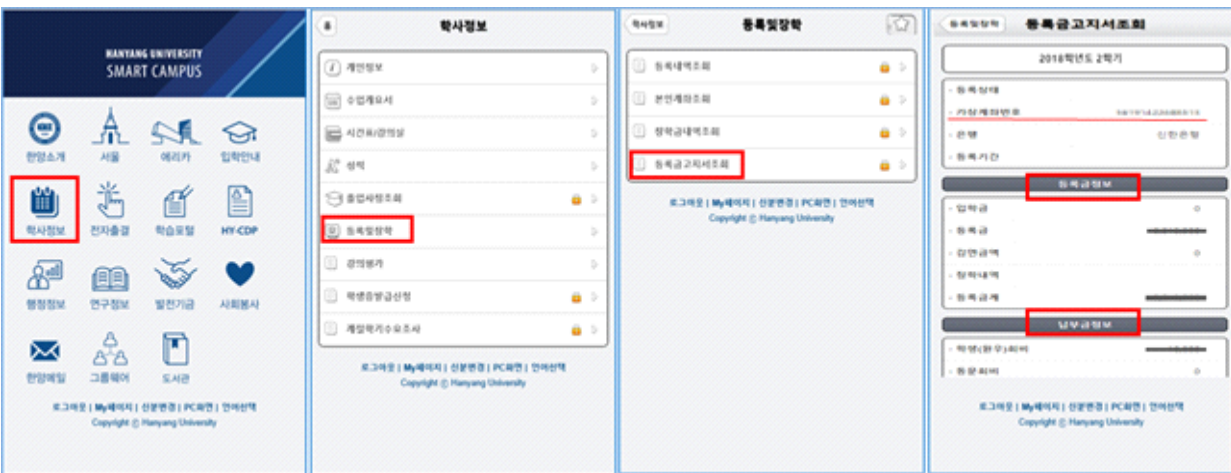 HANYANG UNIVERSITY
SMART CAMPUS
한양소개 서울 에리카 입학안내
학사정보 전자출결 학습포털 HY-CDP
행정정보 연구정보 발전기금 사회봉사
한양메일 그룹웨어 도서관
로그아웃 | My페이지 | 신분변경 | PC화면 | 언어선택
Copyright ⓒ Hanyang University
홈 학사정보
개인정보
수업계요서
시간표/강의실
성적
졸업사정조회
등록및장학
강의평가
학생증발급신청
계절학기수요조사
로그아웃 | My페이지 | 신분변경 | PC화면 | 언어선택
Copyright ⓒ Hanyang University
학사정보 등록및장학
등록내역조회
본인계좌조회
장학금내역조회
등록금고지서조회
로그아웃 | My페이지 | 신분변경 | PC화면 | 언어선택
Copyright ⓒ Hanyang University
등록및장학 등록금고지서조회
2018학년도 2학기
- 등록상태
- 가상계좌번호
- 은행 신한은행
- 등록기간
등록금정보
- 입학금 0
- 등록금
- 감면금액 0
- 장학내역
- 등록금계
납부금정보
- 학생(원우)회비
- 동문회비 0
로그아웃 | My페이지 | 신분변경 | PC화면 | 언어선택
Copyright ⓒ Hanyang University